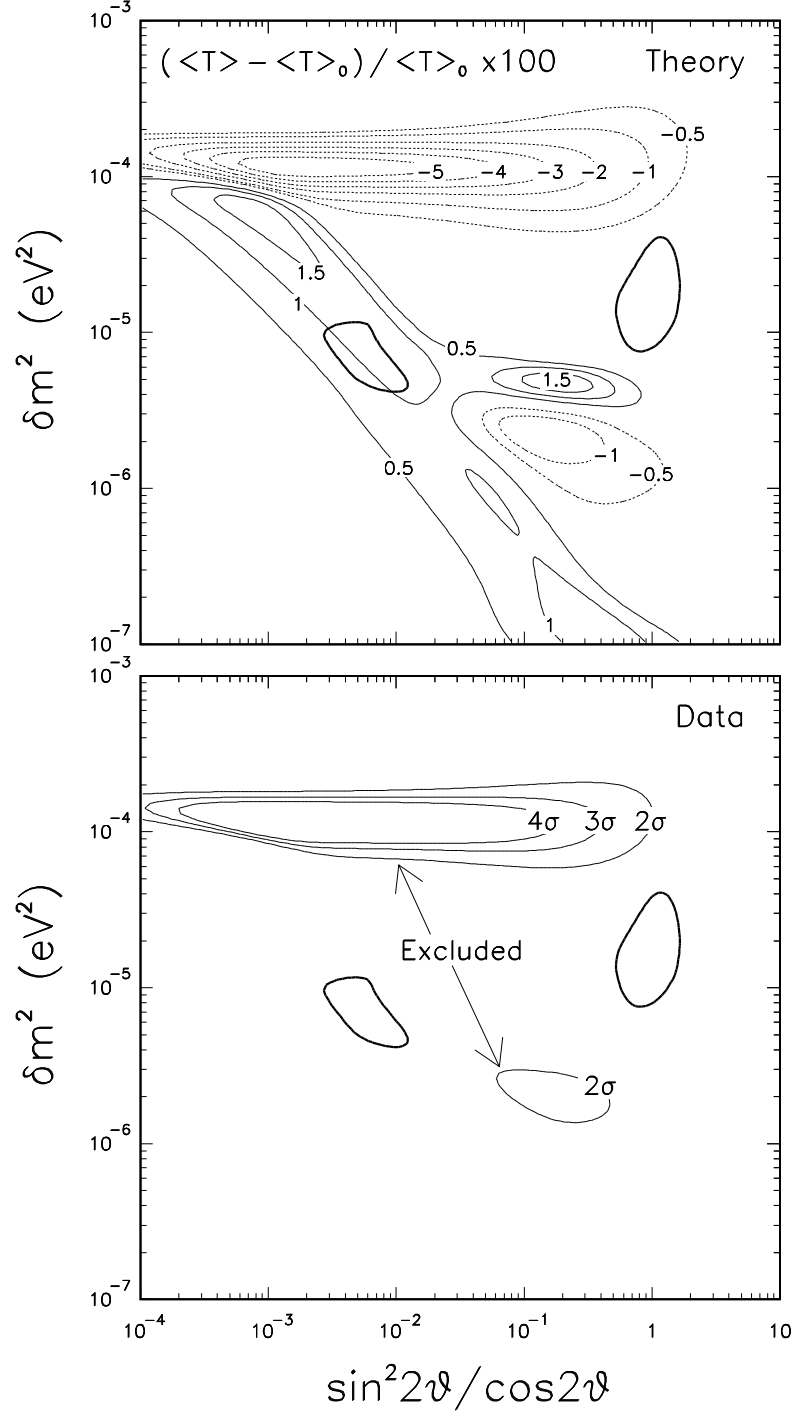 10⁻³
(<T> − <T>₀) / <T>₀ x100 Theory
−0.5
10⁻⁴
−5 −4 −3 −2 −1
1.5
1
10⁻⁵
0.5
1.5
−1
0.5
−0.5
10⁻⁶
1
10⁻⁷
δm² (eV²)
10⁻³
Data
10⁻⁴
4σ 3σ 2σ
Excluded
10⁻⁵
2σ
10⁻⁶
10⁻⁷
δm² (eV²)
10⁻⁴ 10⁻³ 10⁻² 10⁻¹ 1 10
sin²2ϑ/cos2ϑ